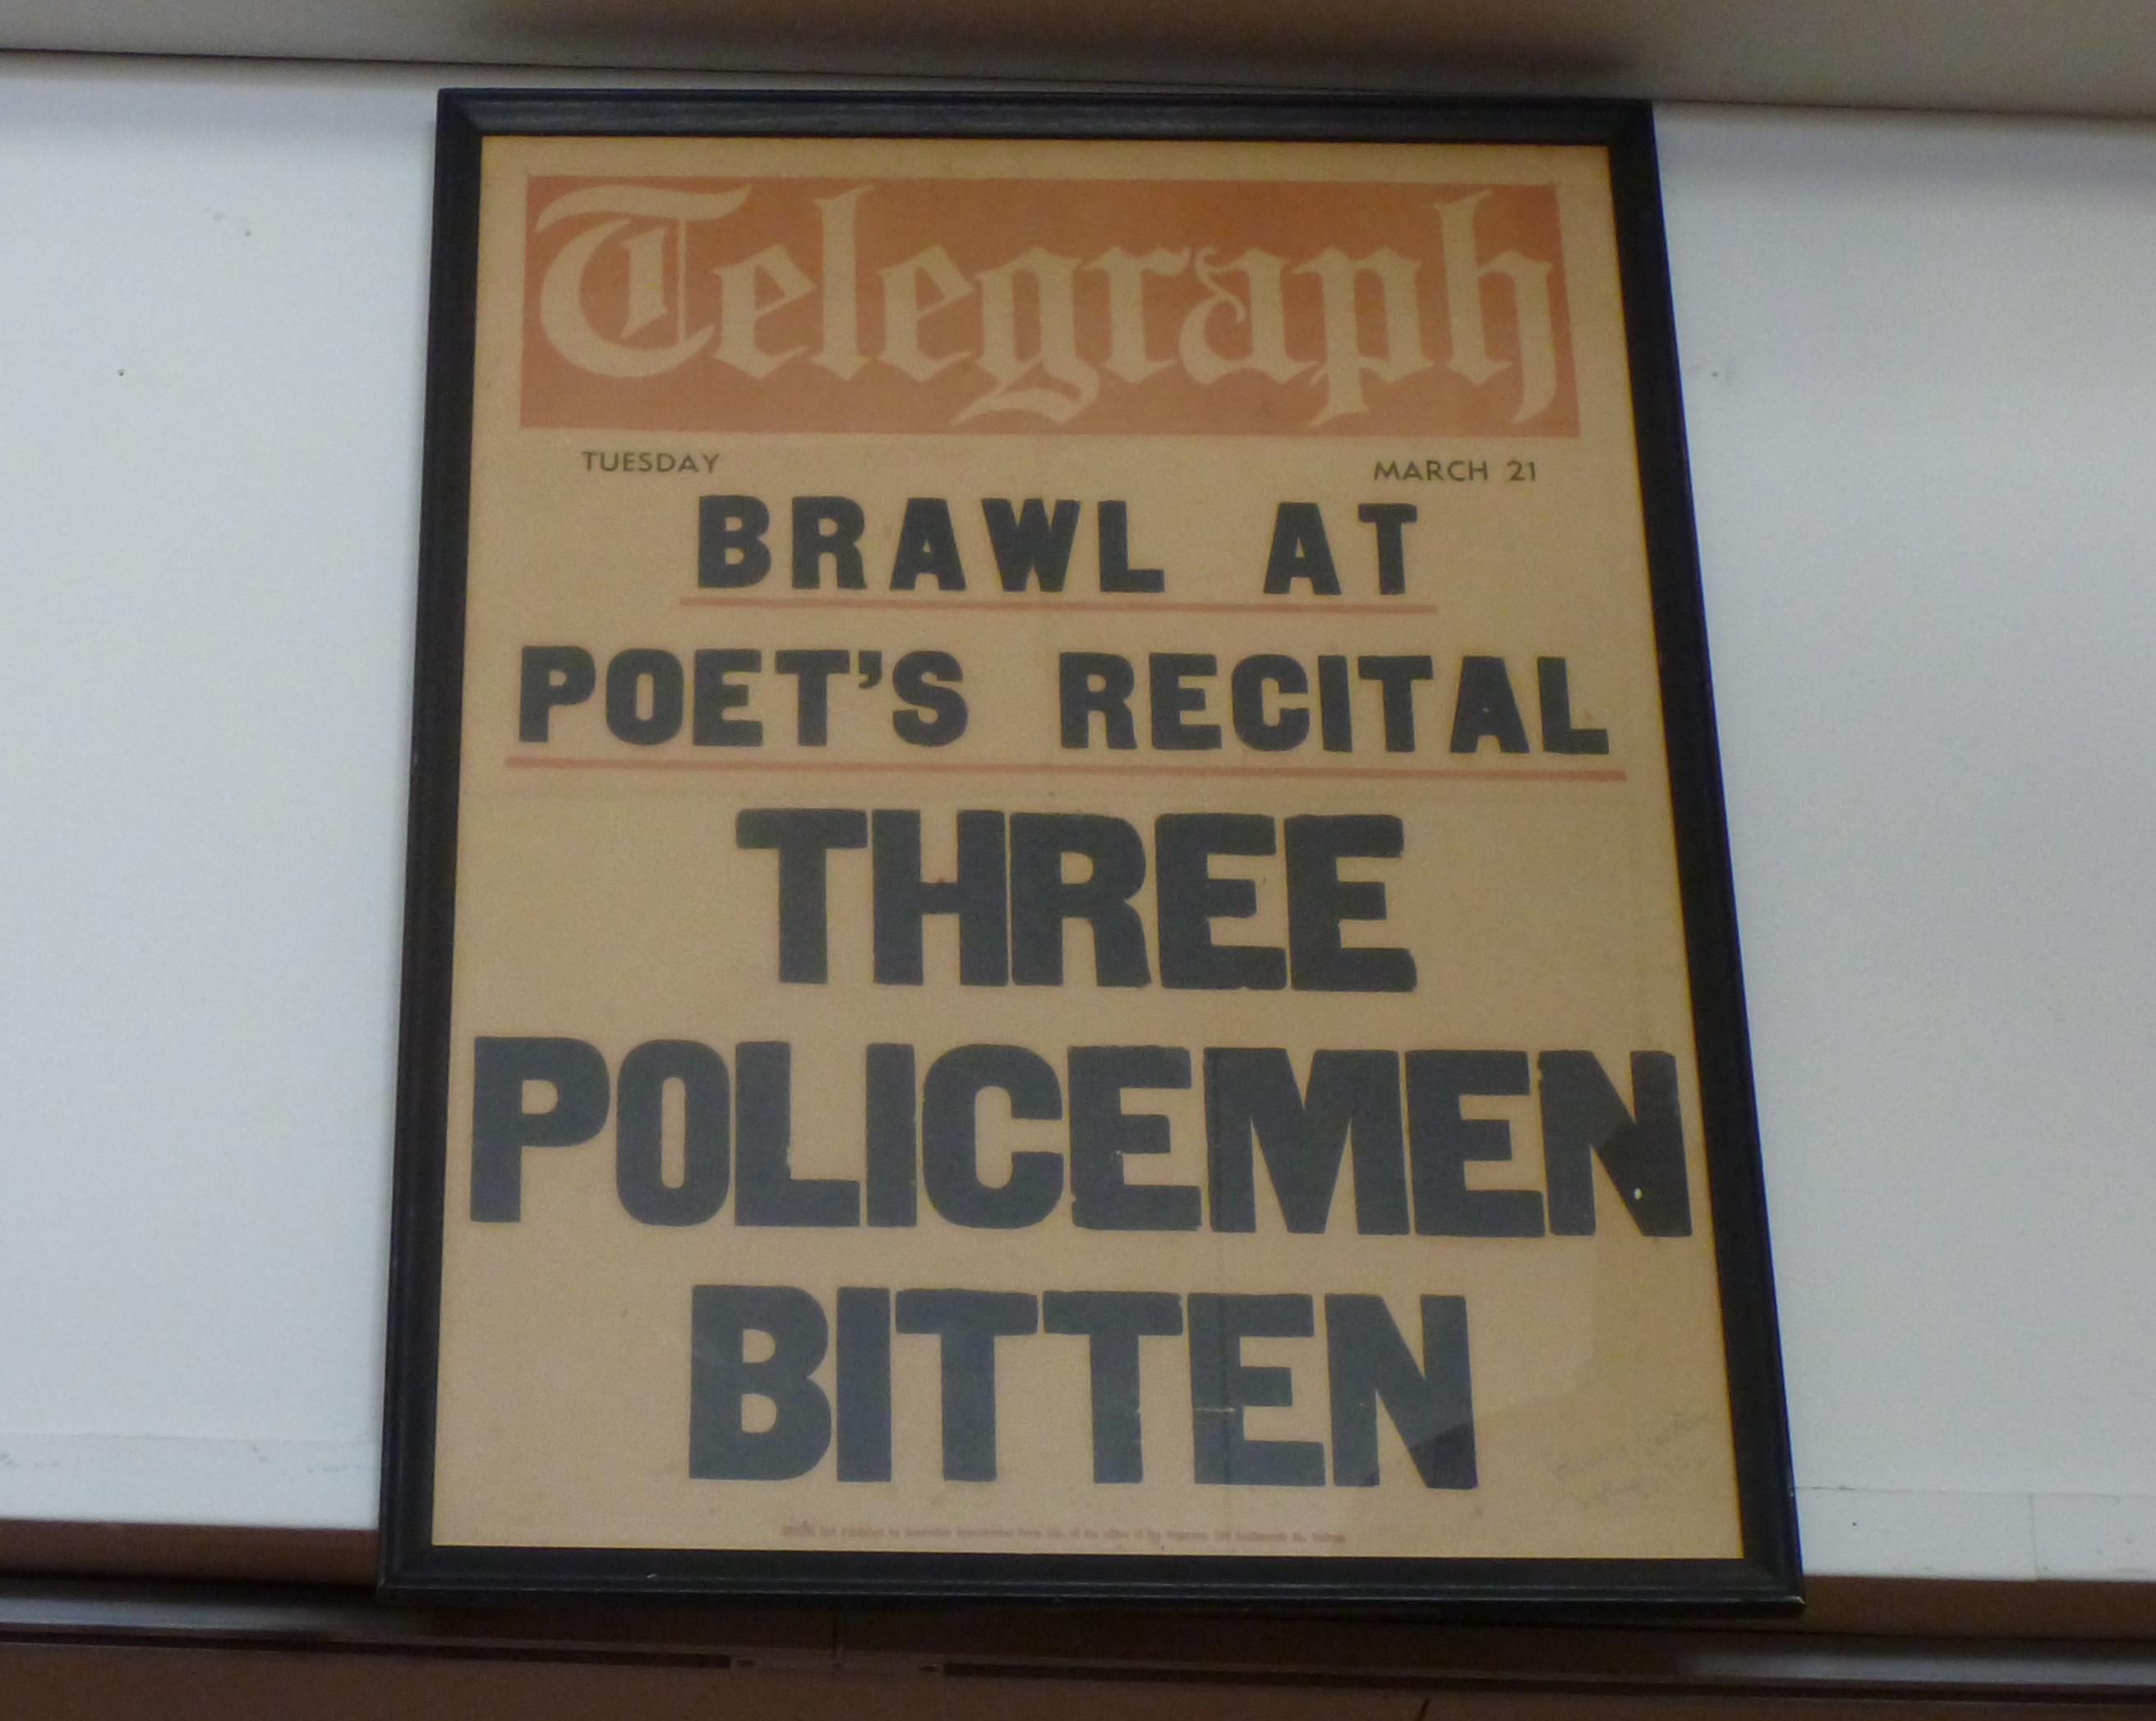 Telegraph
TUESDAY MARCH 21
BRAWL AT
POET'S RECITAL
THREE
POLICEMEN
BITTEN